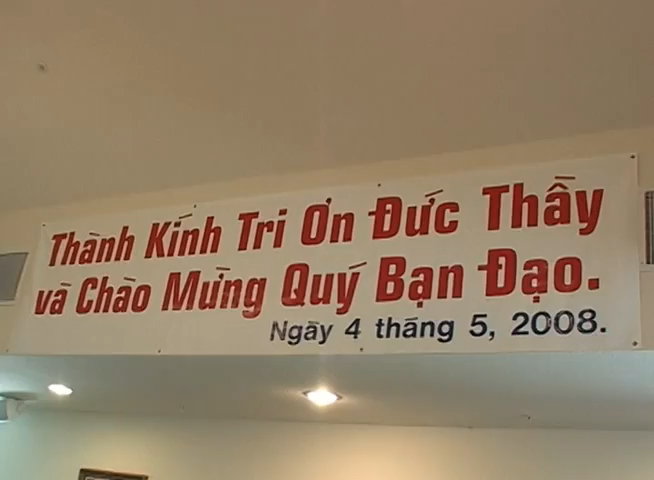 Thành Kính Tri Ơn Đức Thầy
và Chào Mừng Quý Bạn Đạo.
Ngày 4 tháng 5, 2008.